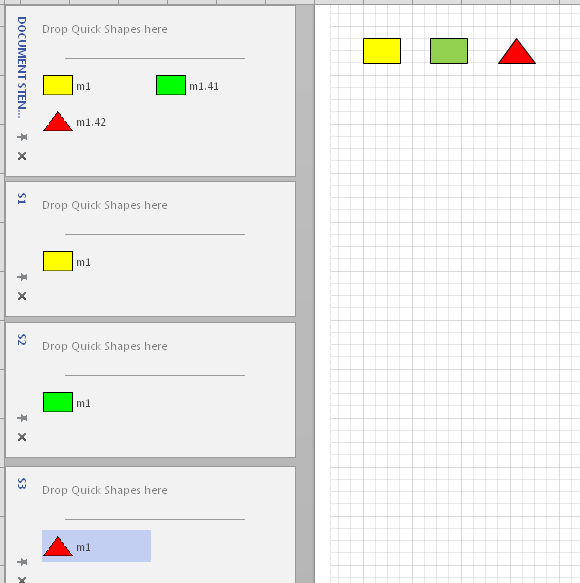 DOCUMENT STEN...
Drop Quick Shapes here
m1
m1.41
m1.42
S1
Drop Quick Shapes here
m1
S2
Drop Quick Shapes here
m1
S3
Drop Quick Shapes here
m1